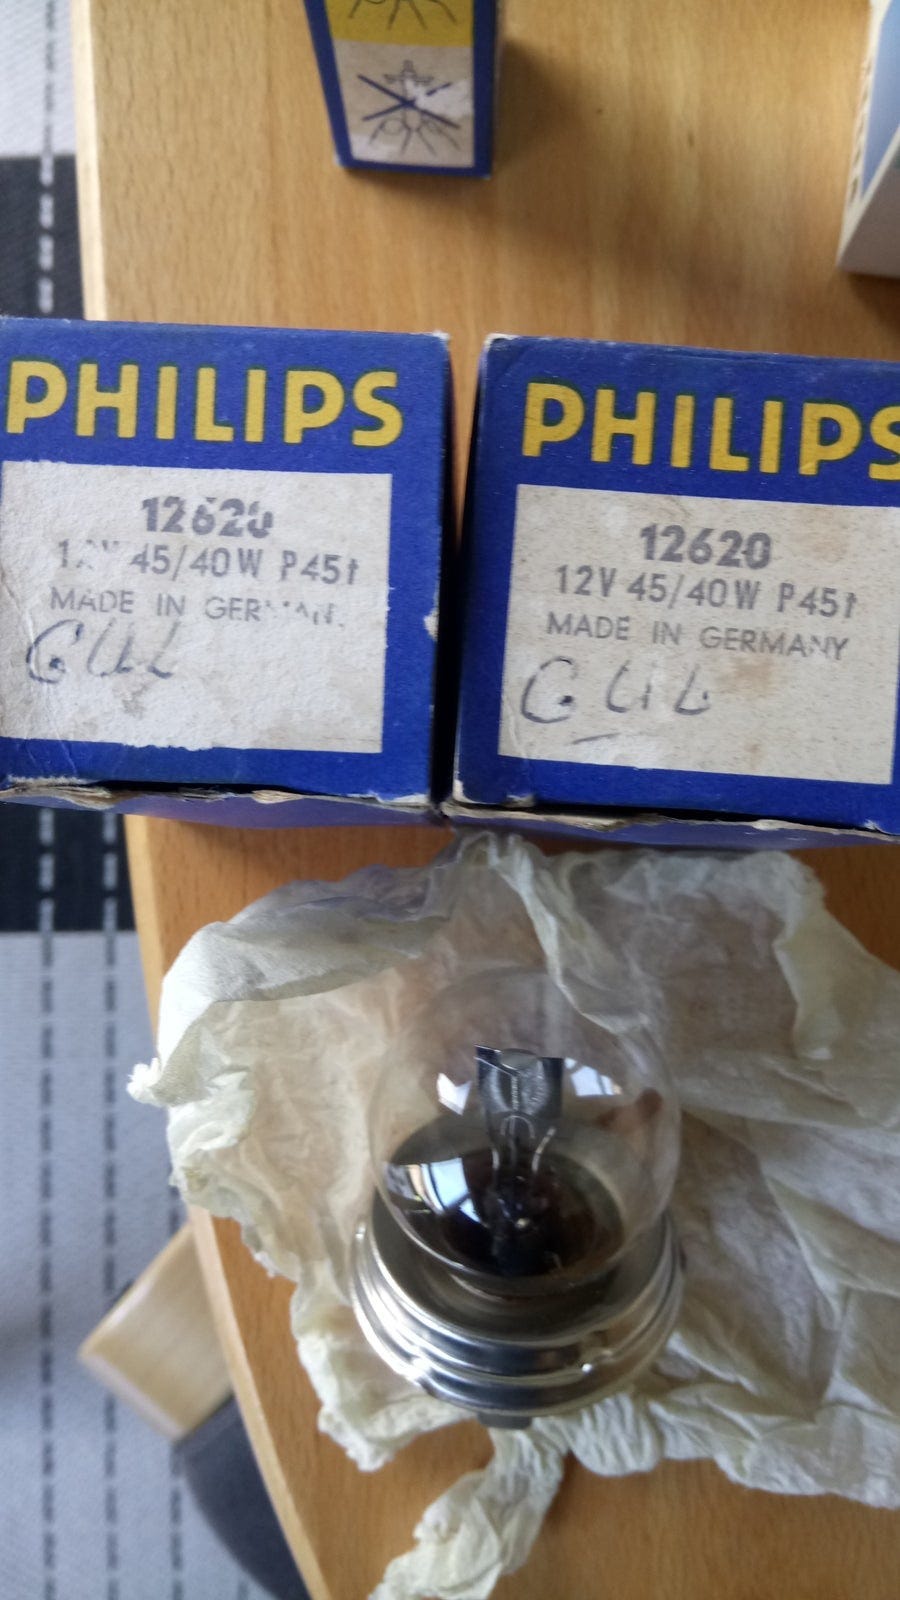 PHILIPS
12620
45/40W P45t
MADE IN
PHILIPS
12620
12V 45/40W P45t
MADE IN GERMANY